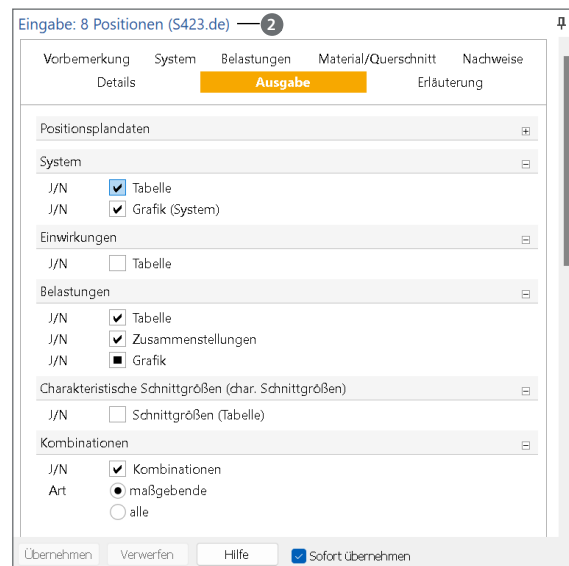 Eingabe: 8 Positionen (S423.de) 2
Vorbemerkung System Belastungen Material/Querschnitt Nachweise
Details Ausgabe Erläuterung
Positionsplandaten
System
J/N Tabelle
J/N Grafik (System)
Einwirkungen
J/N Tabelle
Belastungen
J/N Tabelle
J/N Zusammenstellungen
J/N Grafik
Charakteristische Schnittgrößen (char. Schnittgrößen)
J/N Schnittgrößen (Tabelle)
Kombinationen
J/N Kombinationen
Art maßgebende
alle
Übernehmen Verwerfen Hilfe Sofort übernehmen